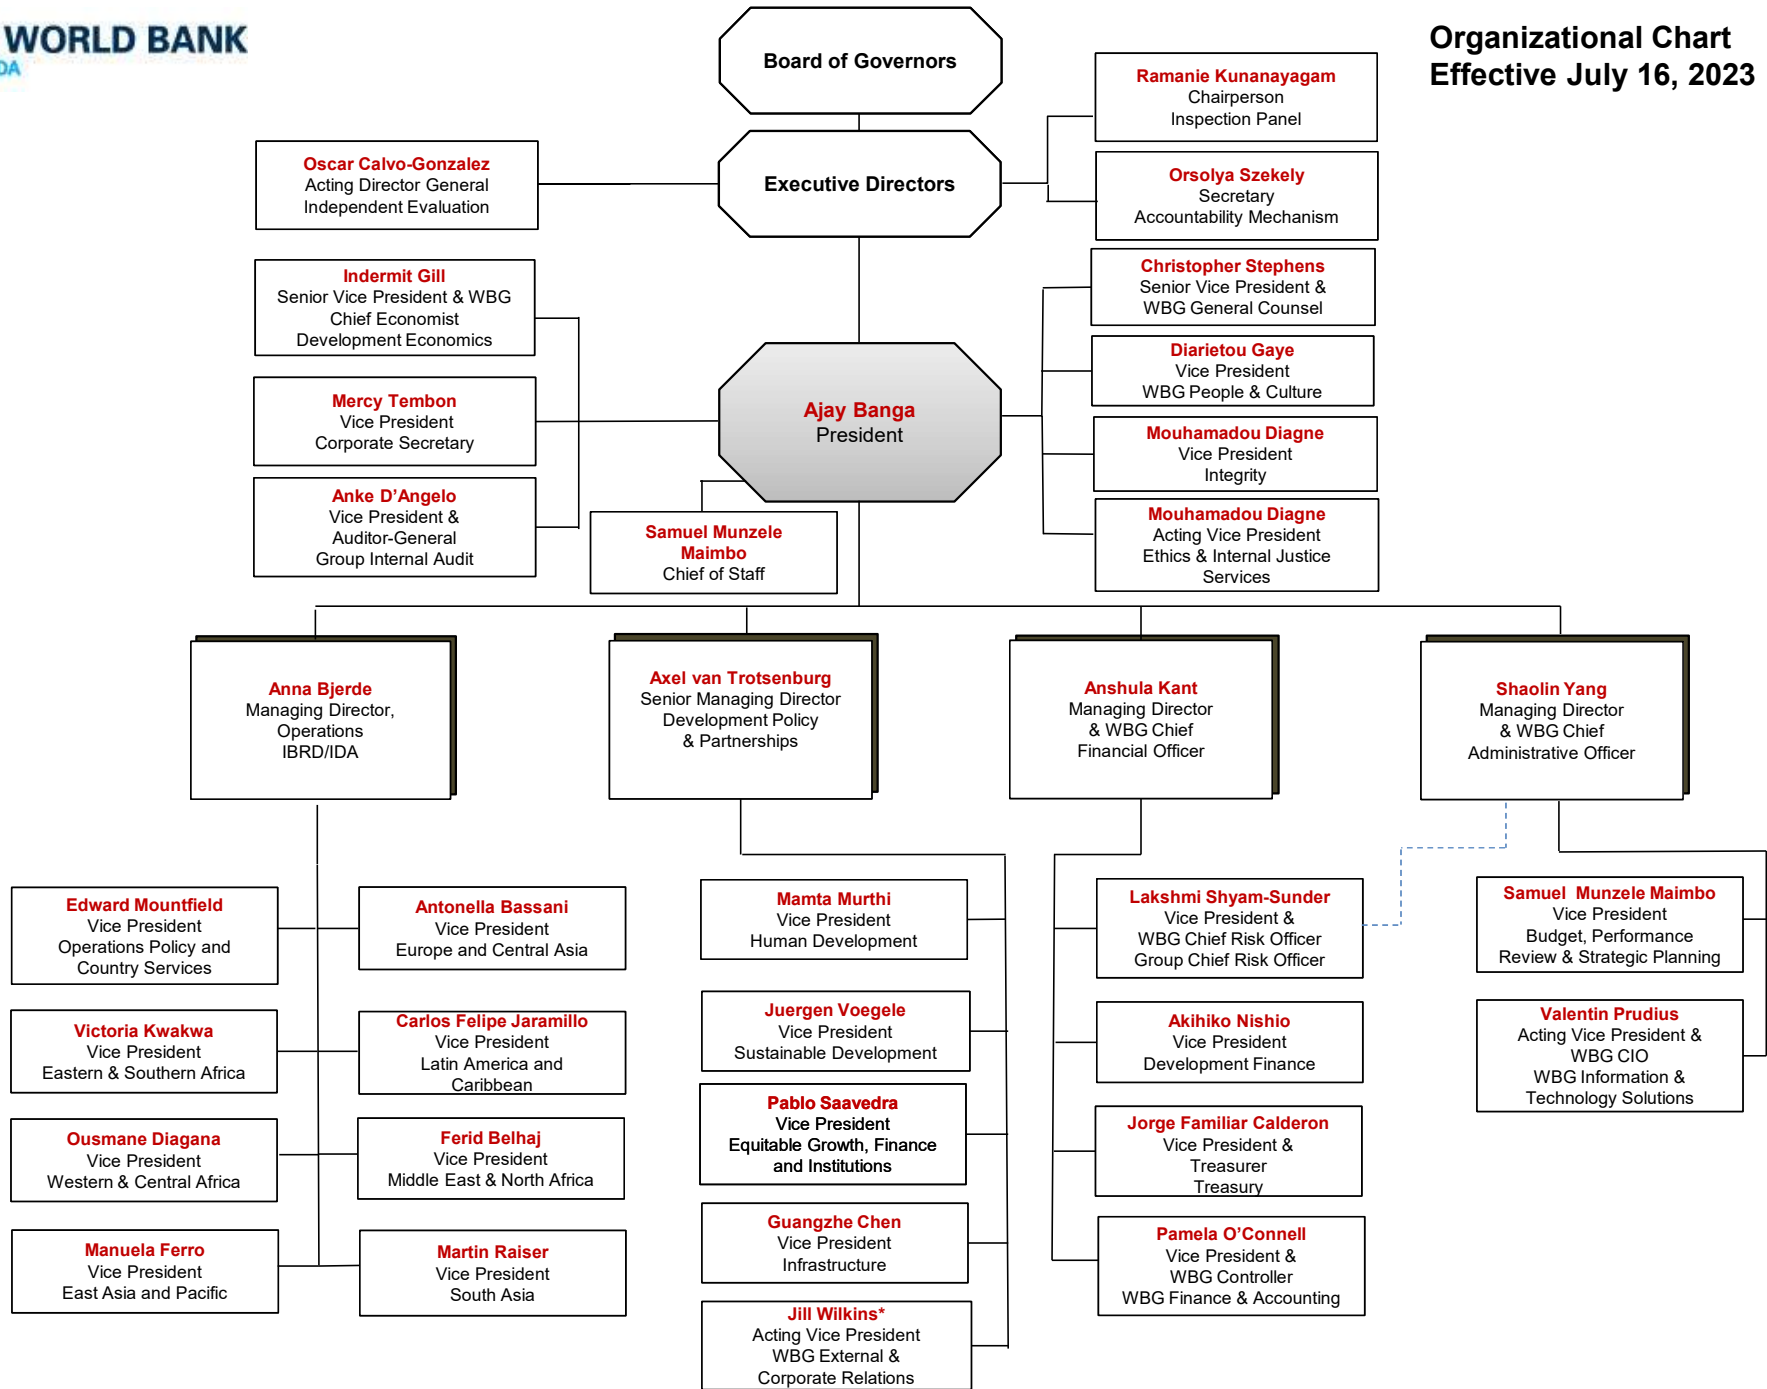 WORLD BANK
DA
Organizational Chart
Effective July 16, 2023
Board of Governors
Executive Directors
Ramanie Kunanayagam
Chairperson
Inspection Panel
Oscar Calvo-Gonzalez
Acting Director General
Independent Evaluation
Orsolya Szekely
Secretary
Accountability Mechanism
Indermit Gill
Senior Vice President & WBG
Chief Economist
Development Economics
Christopher Stephens
Senior Vice President &
WBG General Counsel
Mercy Tembon
Vice President
Corporate Secretary
Ajay Banga
President
Diarietou Gaye
Vice President
WBG People & Culture
Mouhamadou Diagne
Vice President
Integrity
Anke D’Angelo
Vice President &
Auditor-General
Group Internal Audit
Samuel Munzele
Maimbo
Chief of Staff
Mouhamadou Diagne
Acting Vice President
Ethics & Internal Justice
Services
Anna Bjerde
Managing Director,
Operations
IBRD/IDA
Axel van Trotsenburg
Senior Managing Director
Development Policy
& Partnerships
Anshula Kant
Managing Director
& WBG Chief
Financial Officer
Shaolin Yang
Managing Director
& WBG Chief
Administrative Officer
Edward Mountfield
Vice President
Operations Policy and
Country Services
Antonella Bassani
Vice President
Europe and Central Asia
Victoria Kwakwa
Vice President
Eastern & Southern Africa
Carlos Felipe Jaramillo
Vice President
Latin America and
Caribbean
Ousmane Diagana
Vice President
Western & Central Africa
Ferid Belhaj
Vice President
Middle East & North Africa
Manuela Ferro
Vice President
East Asia and Pacific
Martin Raiser
Vice President
South Asia
Mamta Murthi
Vice President
Human Development
Juergen Voegele
Vice President
Sustainable Development
Pablo Saavedra
Vice President
Equitable Growth, Finance
and Institutions
Guangzhe Chen
Vice President
Infrastructure
Jill Wilkins*
Acting Vice President
WBG External &
Corporate Relations
Lakshmi Shyam-Sunder
Vice President &
WBG Chief Risk Officer
Group Chief Risk Officer
Akihiko Nishio
Vice President
Development Finance
Jorge Familiar Calderon
Vice President &
Treasurer
Treasury
Pamela O’Connell
Vice President &
WBG Controller
WBG Finance & Accounting
Samuel Munzele Maimbo
Vice President
Budget, Performance
Review & Strategic Planning
Valentin Prudius
Acting Vice President &
WBG CIO
WBG Information &
Technology Solutions